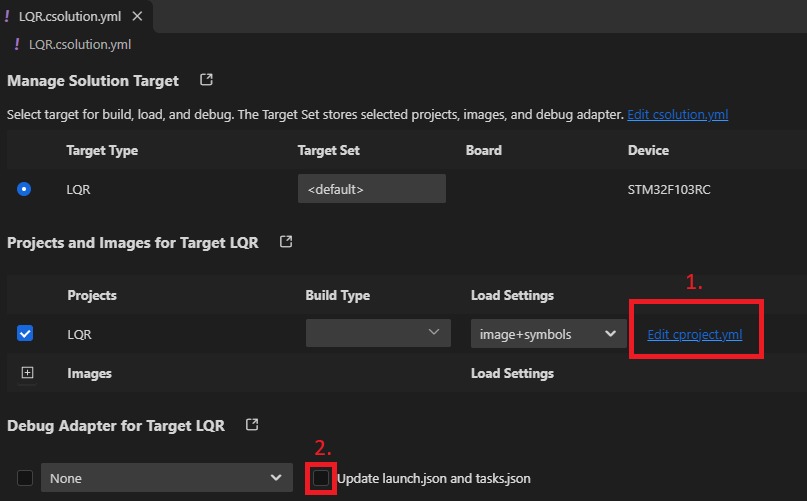 ! LQR.csolution.yml ×
! LQR.csolution.yml
Manage Solution Target
Select target for build, load, and debug. The Target Set stores selected projects, images, and debug adapter. Edit csolution.yml
Target Type Target Set Board Device
LQR <default> STM32F103RC
Projects and Images for Target LQR
1.
Projects Build Type Load Settings
LQR image+symbols Edit cproject.yml
Images Load Settings
Debug Adapter for Target LQR
2.
None Update launch.json and tasks.json